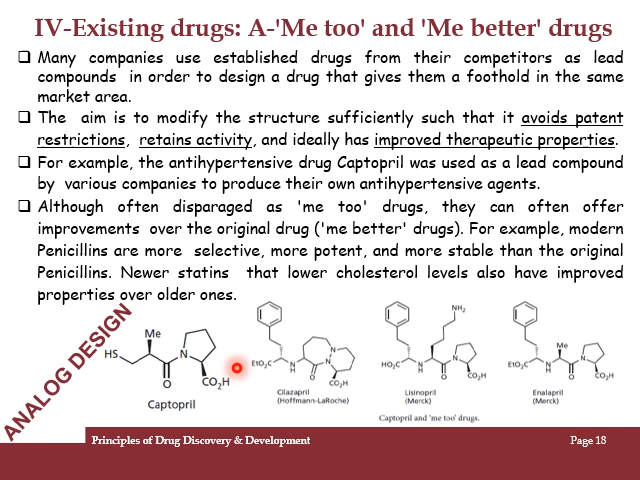 IV-Existing drugs: A-'Me too' and 'Me better' drugs
❑ Many companies use established drugs from their competitors as lead
compounds in order to design a drug that gives them a foothold in the same
market area.
❑ The aim is to modify the structure sufficiently such that it avoids patent
restrictions, retains activity, and ideally has improved therapeutic properties.
❑ For example, the antihypertensive drug Captopril was used as a lead compound
by various companies to produce their own antihypertensive agents.
❑ Although often disparaged as 'me too' drugs, they can often offer
improvements over the original drug ('me better' drugs). For example, modern
Penicillins are more selective, more potent, and more stable than the original
Penicillins. Newer statins that lower cholesterol levels also have improved
properties over older ones.
ANALOG DESIGN
Me
HS
N
O
CO₂H
Captopril
EtO₂C
N
H
O
N
N
CO₂H
Cilazapril
(Hoffmann-LaRoche)
NH₂
HO₂C
N
H
O
N
CO₂H
Lisinopril
(Merck)
Me
EtO₂C
N
H
O
N
CO₂H
Enalapril
(Merck)
Captopril and 'me too' drugs.
Principles of Drug Discovery & Development
Page 18